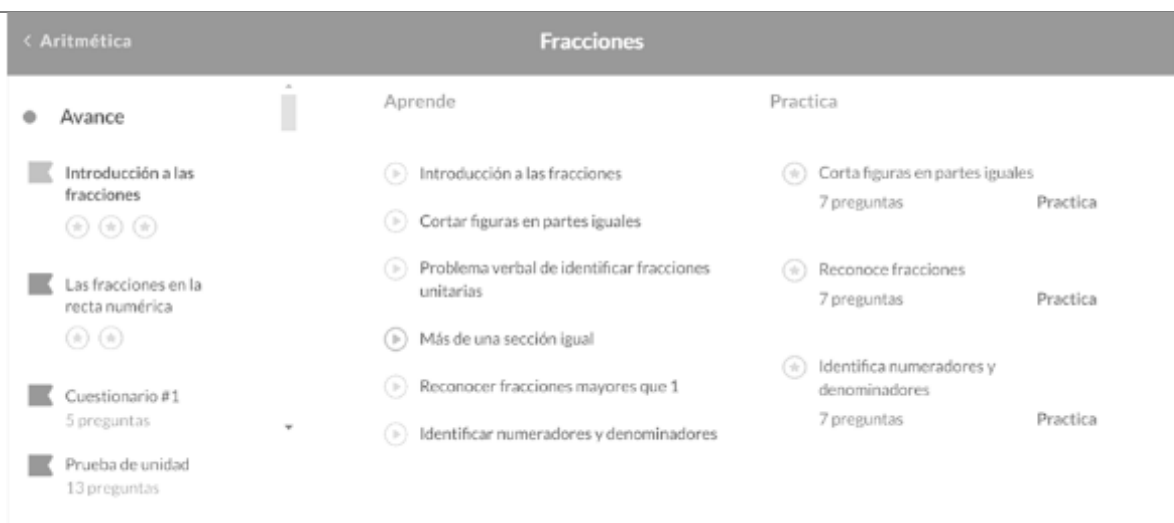 < Aritmética
Fracciones
Avance
Introducción a las
fracciones
Las fracciones en la
recta numérica
Cuestionario #1
5 preguntas
Prueba de unidad
13 preguntas
Aprende
Introducción a las fracciones
Cortar figuras en partes iguales
Problema verbal de identificar fracciones
unitarias
Más de una sección igual
Reconocer fracciones mayores que 1
Identificar numeradores y denominadores
Practica
Corta figuras en partes iguales
7 preguntas Practica
Reconoce fracciones
7 preguntas Practica
Identifica numeradores y
denominadores
7 preguntas Practica